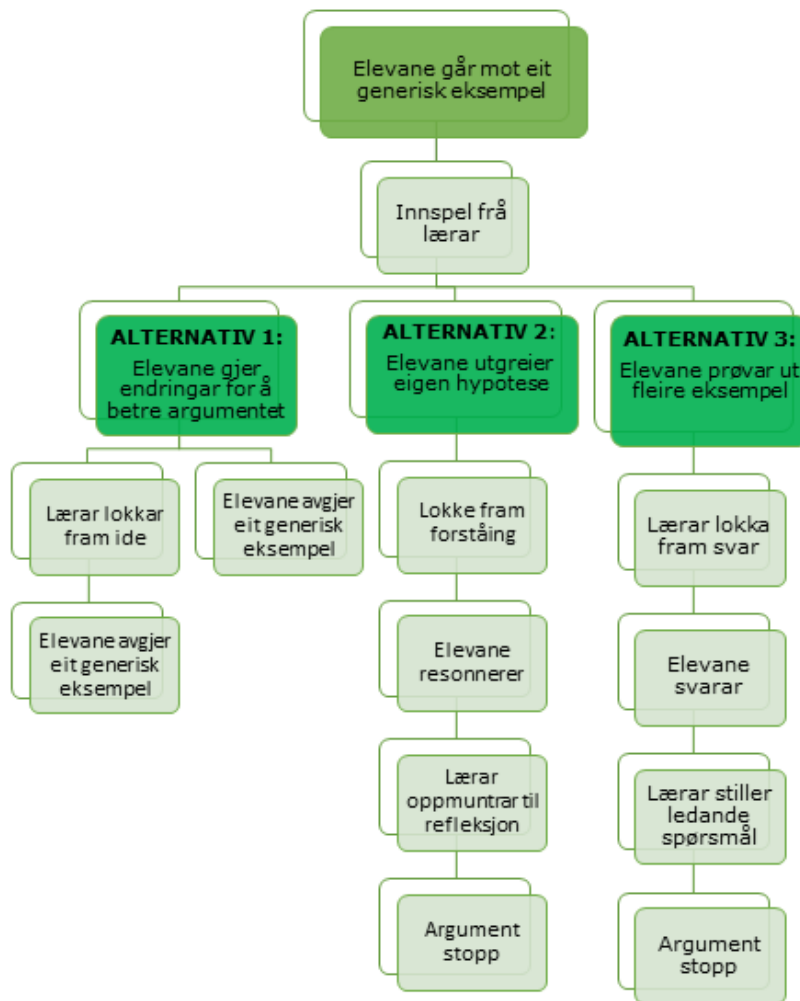 Elevane går mot eit
generisk eksempel
Innspel frå
lærar
ALTERNATIV 1:
Elevane gjer
endringar for å
betre argumentet
ALTERNATIV 2:
Elevane utgreier
eigen hypotese
ALTERNATIV 3:
Elevane prøvar ut
fleire eksempel
Lærar lokkar
fram ide
Elevane avgjer
eit generisk
eksempel
Elevane avgjer
eit generisk
eksempel
Lokke fram
forståing
Elevane
resonnerer
Lærar
oppmuntrar til
refleksjon
Argument
stopp
Lærar lokka
fram svar
Elevane
svarar
Lærar stiller
ledande
spørsmål
Argument
stopp